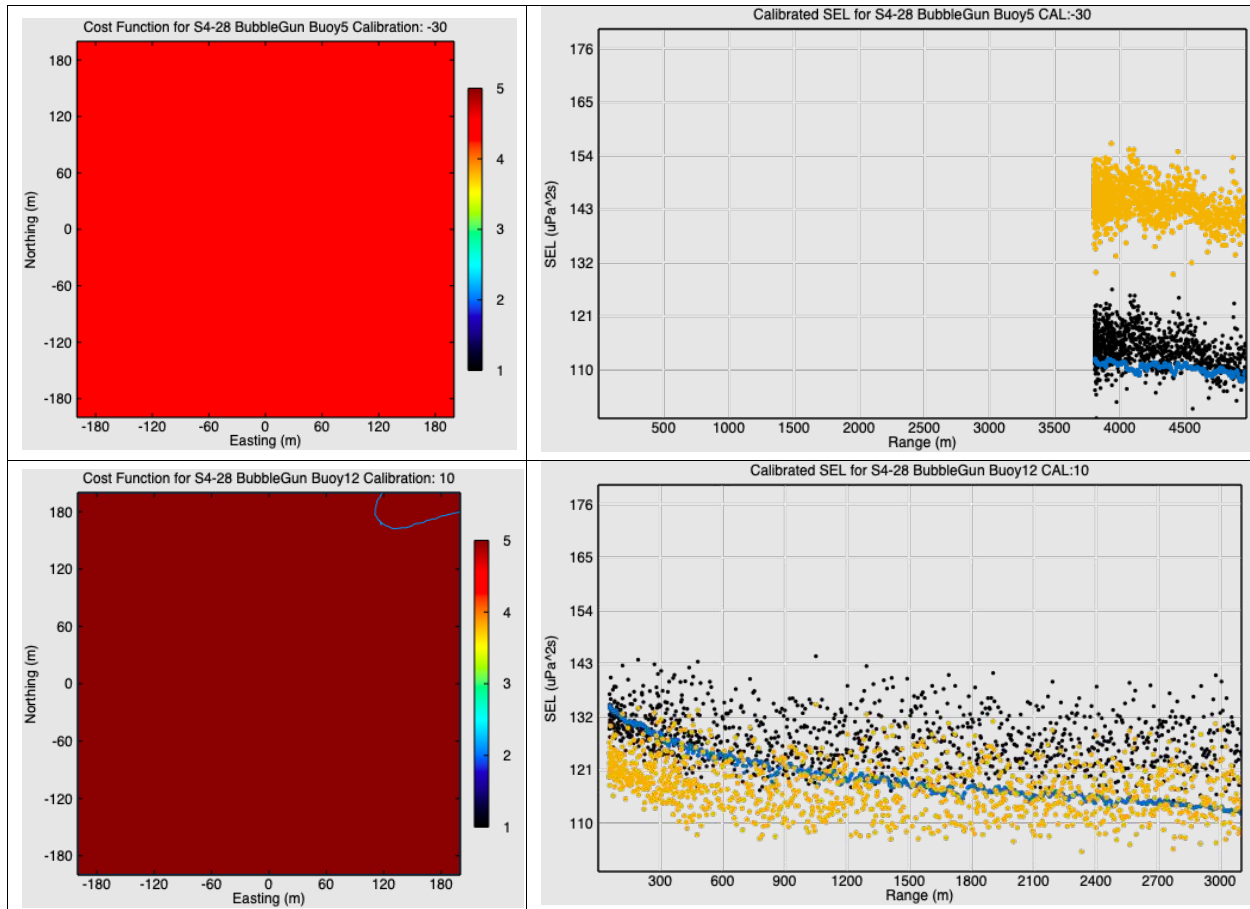 Cost Function for S4-28 BubbleGun Buoy5 Calibration: -30
180
120
60
0
-60
-120
-180
Northing (m)
-180 -120 -60 0 60 120 180
Easting (m)
5
4
3
2
1
Calibrated SEL for S4-28 BubbleGun Buoy5 CAL:-30
176
165
154
143
132
121
110
SEL (uPa^2s)
500 1000 1500 2000 2500 3000 3500 4000 4500
Range (m)
Cost Function for S4-28 BubbleGun Buoy12 Calibration: 10
180
120
60
0
-60
-120
-180
Northing (m)
-180 -120 -60 0 60 120 180
Easting (m)
5
4
3
2
1
Calibrated SEL for S4-28 BubbleGun Buoy12 CAL:10
176
165
154
143
132
121
110
SEL (uPa^2s)
300 600 900 1200 1500 1800 2100 2400 2700 3000
Range (m)